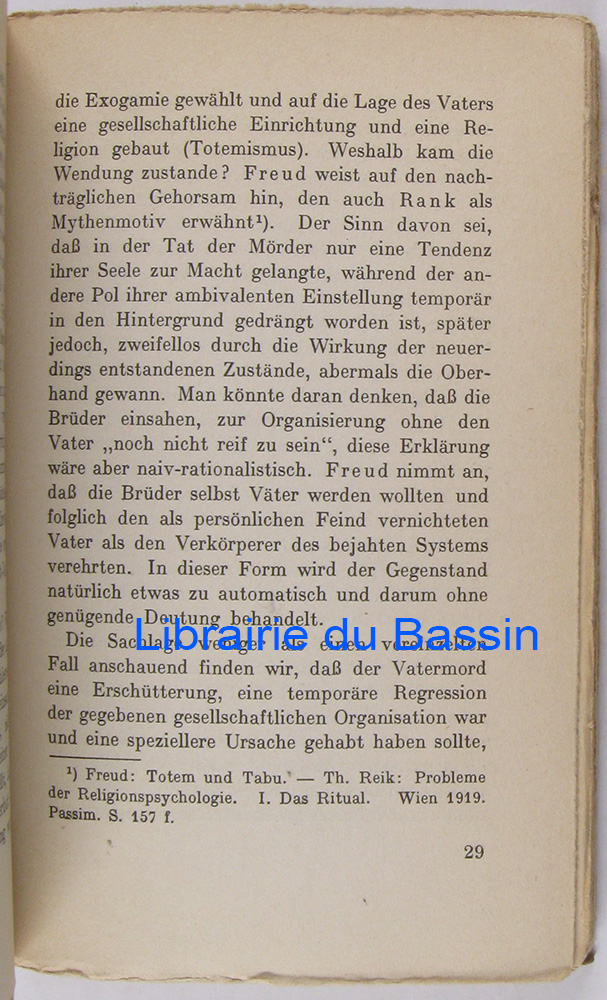 die Exogamie gewählt und auf die Lage des Vaters
eine gesellschaftliche Einrichtung und eine Re-
ligion gebaut (Totemismus). Weshalb kam die
Wendung zustande? Freud weist auf den nach-
träglichen Gehorsam hin, den auch Rank als
Mythenmotiv erwähnt¹). Der Sinn davon sei,
daß in der Tat der Mörder nur eine Tendenz
ihrer Seele zur Macht gelangte, während der an-
dere Pol ihrer ambivalenten Einstellung temporär
in den Hintergrund gedrängt worden ist, später
jedoch, zweifellos durch die Wirkung der neuer-
dings entstandenen Zustände, abermals die Ober-
hand gewann. Man könnte daran denken, daß die
Brüder einsahen, zur Organisierung ohne den
Vater „noch nicht reif zu sein“, diese Erklärung
wäre aber naiv-rationalistisch. Freud nimmt an,
daß die Brüder selbst Väter werden wollten und
folglich den als persönlichen Feind vernichteten
Vater als den Verkörperer des bejahten Systems
verehrten. In dieser Form wird der Gegenstand
natürlich etwas zu automatisch und darum ohne
genügende Deutung behandelt.
Librairie du Bassin
Die Sachlage weniger als einen vereinzelten
Fall anschauend finden wir, daß der Vatermord
eine Erschütterung, eine temporäre Regression
der gegebenen gesellschaftlichen Organisation war
und eine speziellere Ursache gehabt haben sollte,
¹) Freud: Totem und Tabu. — Th. Reik: Probleme
der Religionspsychologie. I. Das Ritual. Wien 1919.
Passim. S. 157 f.
29